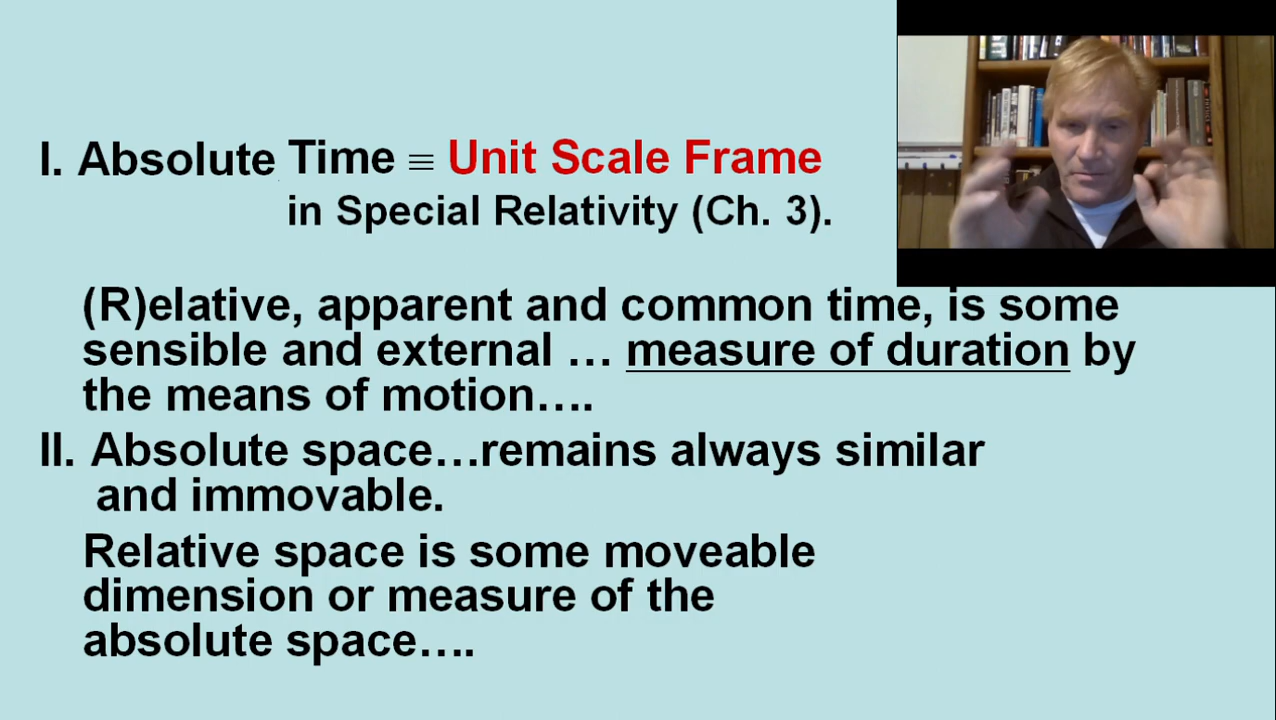 I. Absolute Time ≡ Unit Scale Frame
in Special Relativity (Ch. 3).
(R)elative, apparent and common time, is some
sensible and external … measure of duration by
the means of motion….
II. Absolute space…remains always similar
and immovable.
Relative space is some moveable
dimension or measure of the
absolute space….